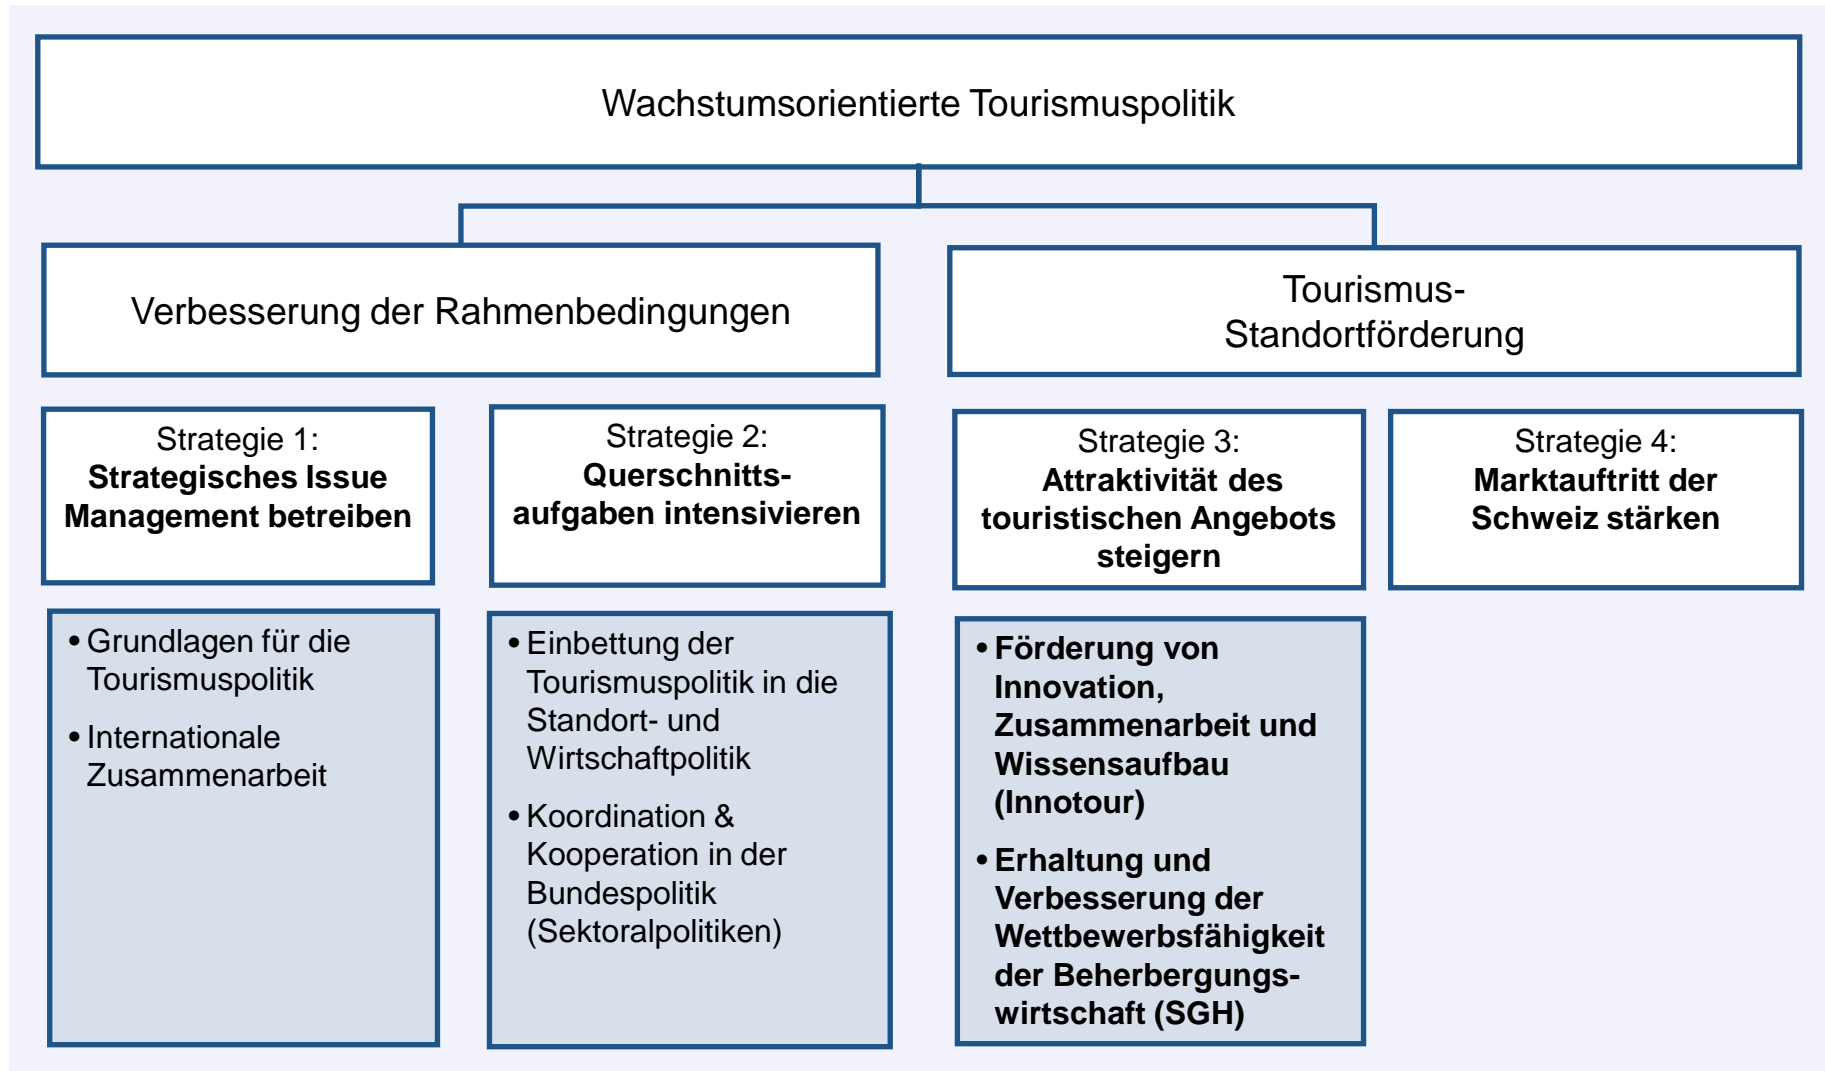 Wachstumsorientierte Tourismuspolitik
Verbesserung der Rahmenbedingungen
Tourismus-
Standortförderung
Strategie 1:
Strategisches Issue
Management betreiben
Strategie 2:
Querschnitts-
aufgaben intensivieren
Strategie 3:
Attraktivität des
touristischen Angebots
steigern
Strategie 4:
Marktauftritt der
Schweiz stärken
• Grundlagen für die
Tourismuspolitik
• Internationale
Zusammenarbeit
• Einbettung der
Tourismuspolitik in die
Standort- und
Wirtschaftpolitik
• Koordination &
Kooperation in der
Bundespolitik
(Sektoralpolitiken)
• Förderung von
Innovation,
Zusammenarbeit und
Wissensaufbau
(Innotour)
• Erhaltung und
Verbesserung der
Wettbewerbsfähigkeit
der Beherbergungs-
wirtschaft (SGH)